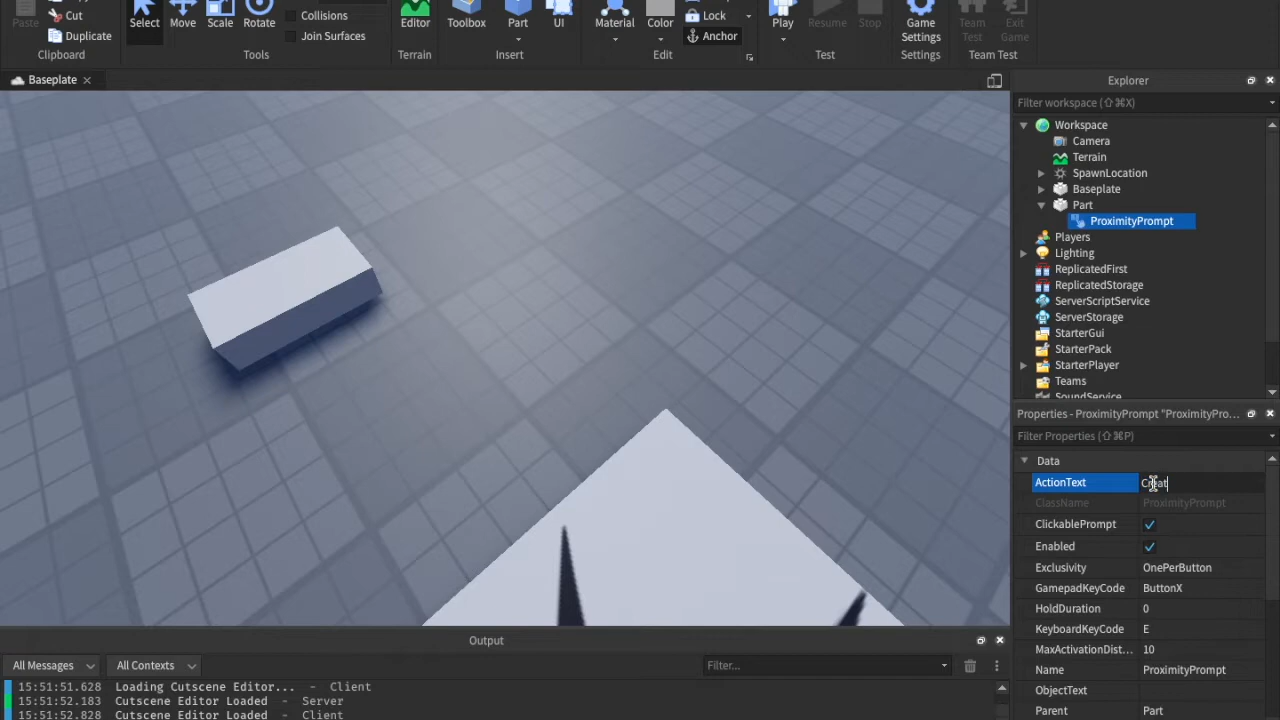 Paste
Cut
Duplicate
Clipboard
Select
Move
Scale
Rotate
Collisions
Join Surfaces
Tools
Editor
Terrain
Toolbox
Part
UI
Insert
Material
Color
Lock
Anchor
Edit
Play
Resume
Stop
Test
Game
Settings
Settings
Team
Test
Exit
Game
Team Test
Baseplate
Explorer
Filter workspace (⇧⌘X)
Workspace
Camera
Terrain
SpawnLocation
Baseplate
Part
ProximityPrompt
Players
Lighting
ReplicatedFirst
ReplicatedStorage
ServerScriptService
ServerStorage
StarterGui
StarterPack
StarterPlayer
Teams
SoundService
Properties - ProximityPrompt "ProximityPro...
Filter Properties (⇧⌘P)
Data
ActionText Creat
ClassName ProximityPrompt
ClickablePrompt
Enabled
Exclusivity OnePerButton
GamepadKeyCode ButtonX
HoldDuration 0
KeyboardKeyCode E
MaxActivationDist... 10
Name ProximityPrompt
ObjectText
Parent Part
Output
All Messages
All Contexts
Filter...
15:51:51.628 Loading Cutscene Editor... - Client
15:51:52.183 Cutscene Editor Loaded - Server
15:51:52.828 Cutscene Editor Loaded - Client